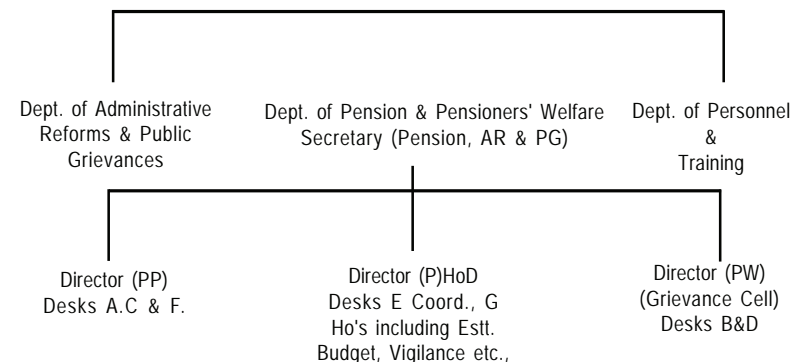 Dept. of Administrative
Reforms & Public
Grievances
Dept. of Pension & Pensioners' Welfare
Secretary (Pension, AR & PG)
Dept. of Personnel
&
Training
Director (PP)
Desks A.C & F.
Director (P)HoD
Desks E Coord., G
Ho's including Estt.
Budget, Vigilance etc.,
Director (PW)
(Grievance Cell)
Desks B&D